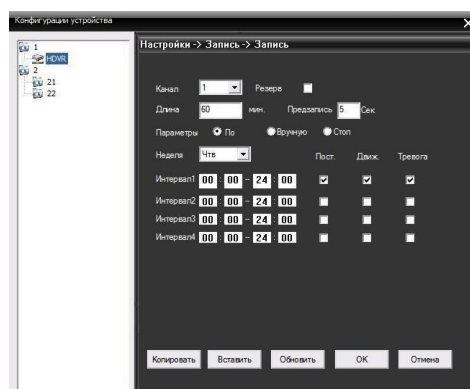 Конфигурации устройства
1
HDVR
2
21
22
Настройки -> Запись -> Запись
Канал 1 Резерв
Длина 60 мин. Предзапись 5 Сек
Параметры По Вручную Стоп
Неделя Чтв Пост. Движ. Тревога
Интервал1 00 : 00 - 24 : 00
Интервал2 00 : 00 - 24 : 00
Интервал3 00 : 00 - 24 : 00
Интервал4 00 : 00 - 24 : 00
Копировать Вставить Обновить OK Отмена